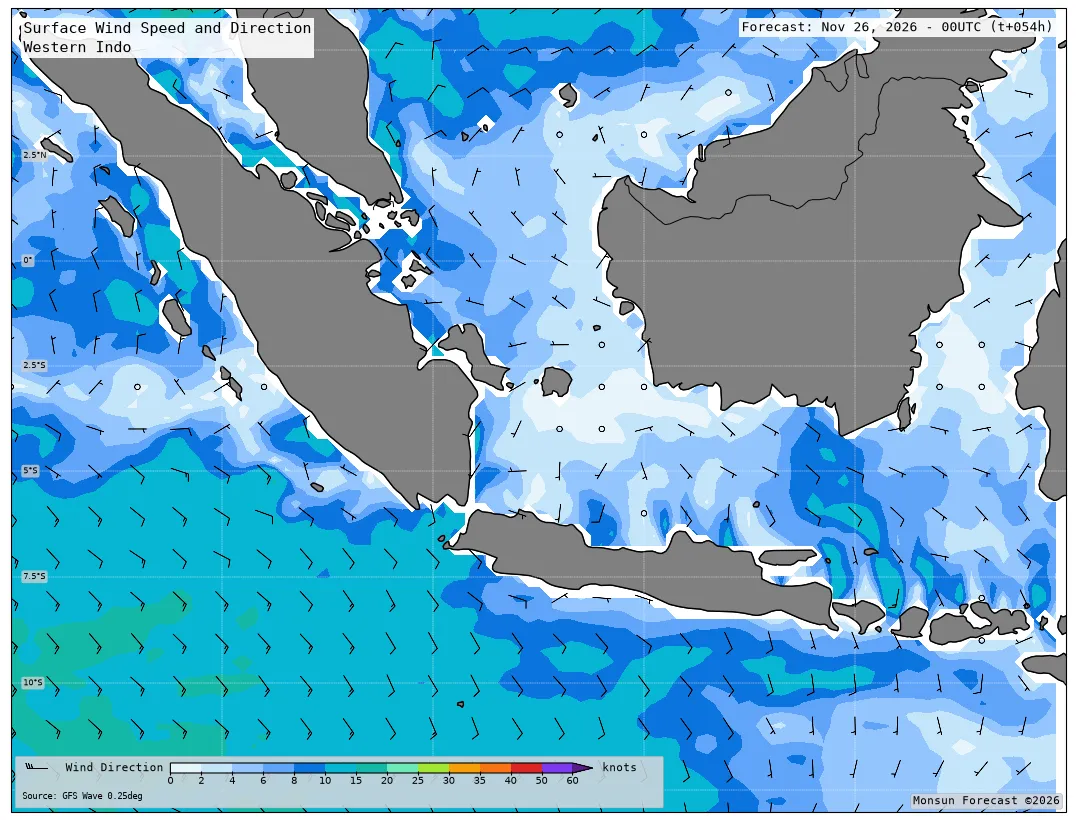 Surface Wind Speed and Direction
Western Indo
Forecast: Nov 26, 2026 - 00UTC (t+054h)
2.5°N
0°
2.5°S
5°S
7.5°S
10°S
Wind Direction
0 2 4 6 8 10 15 20 25 30 35 40 50 60
knots
Source: GFS Wave 0.25deg
Monsun Forecast ©2026